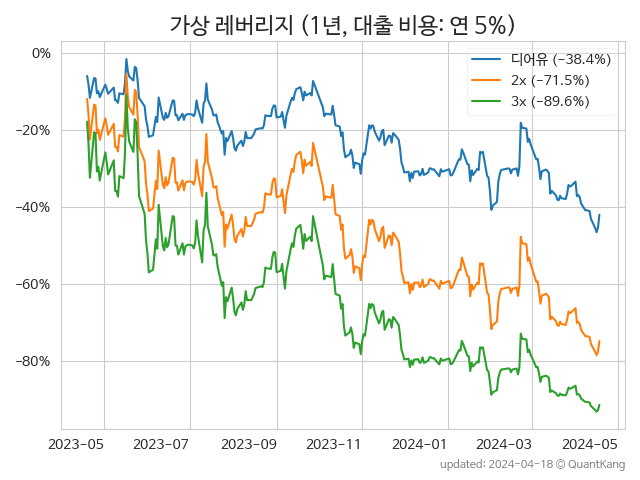 가상 레버리지 (1년, 대출 비용: 연 5%)
디어유 (−38.4%)
2x (−71.5%)
3x (−89.6%)
0%
−20%
−40%
−60%
−80%
2023-05 2023-07 2023-09 2023-11 2024-01 2024-03 2024-05
updated: 2024-04-18 © QuantKang